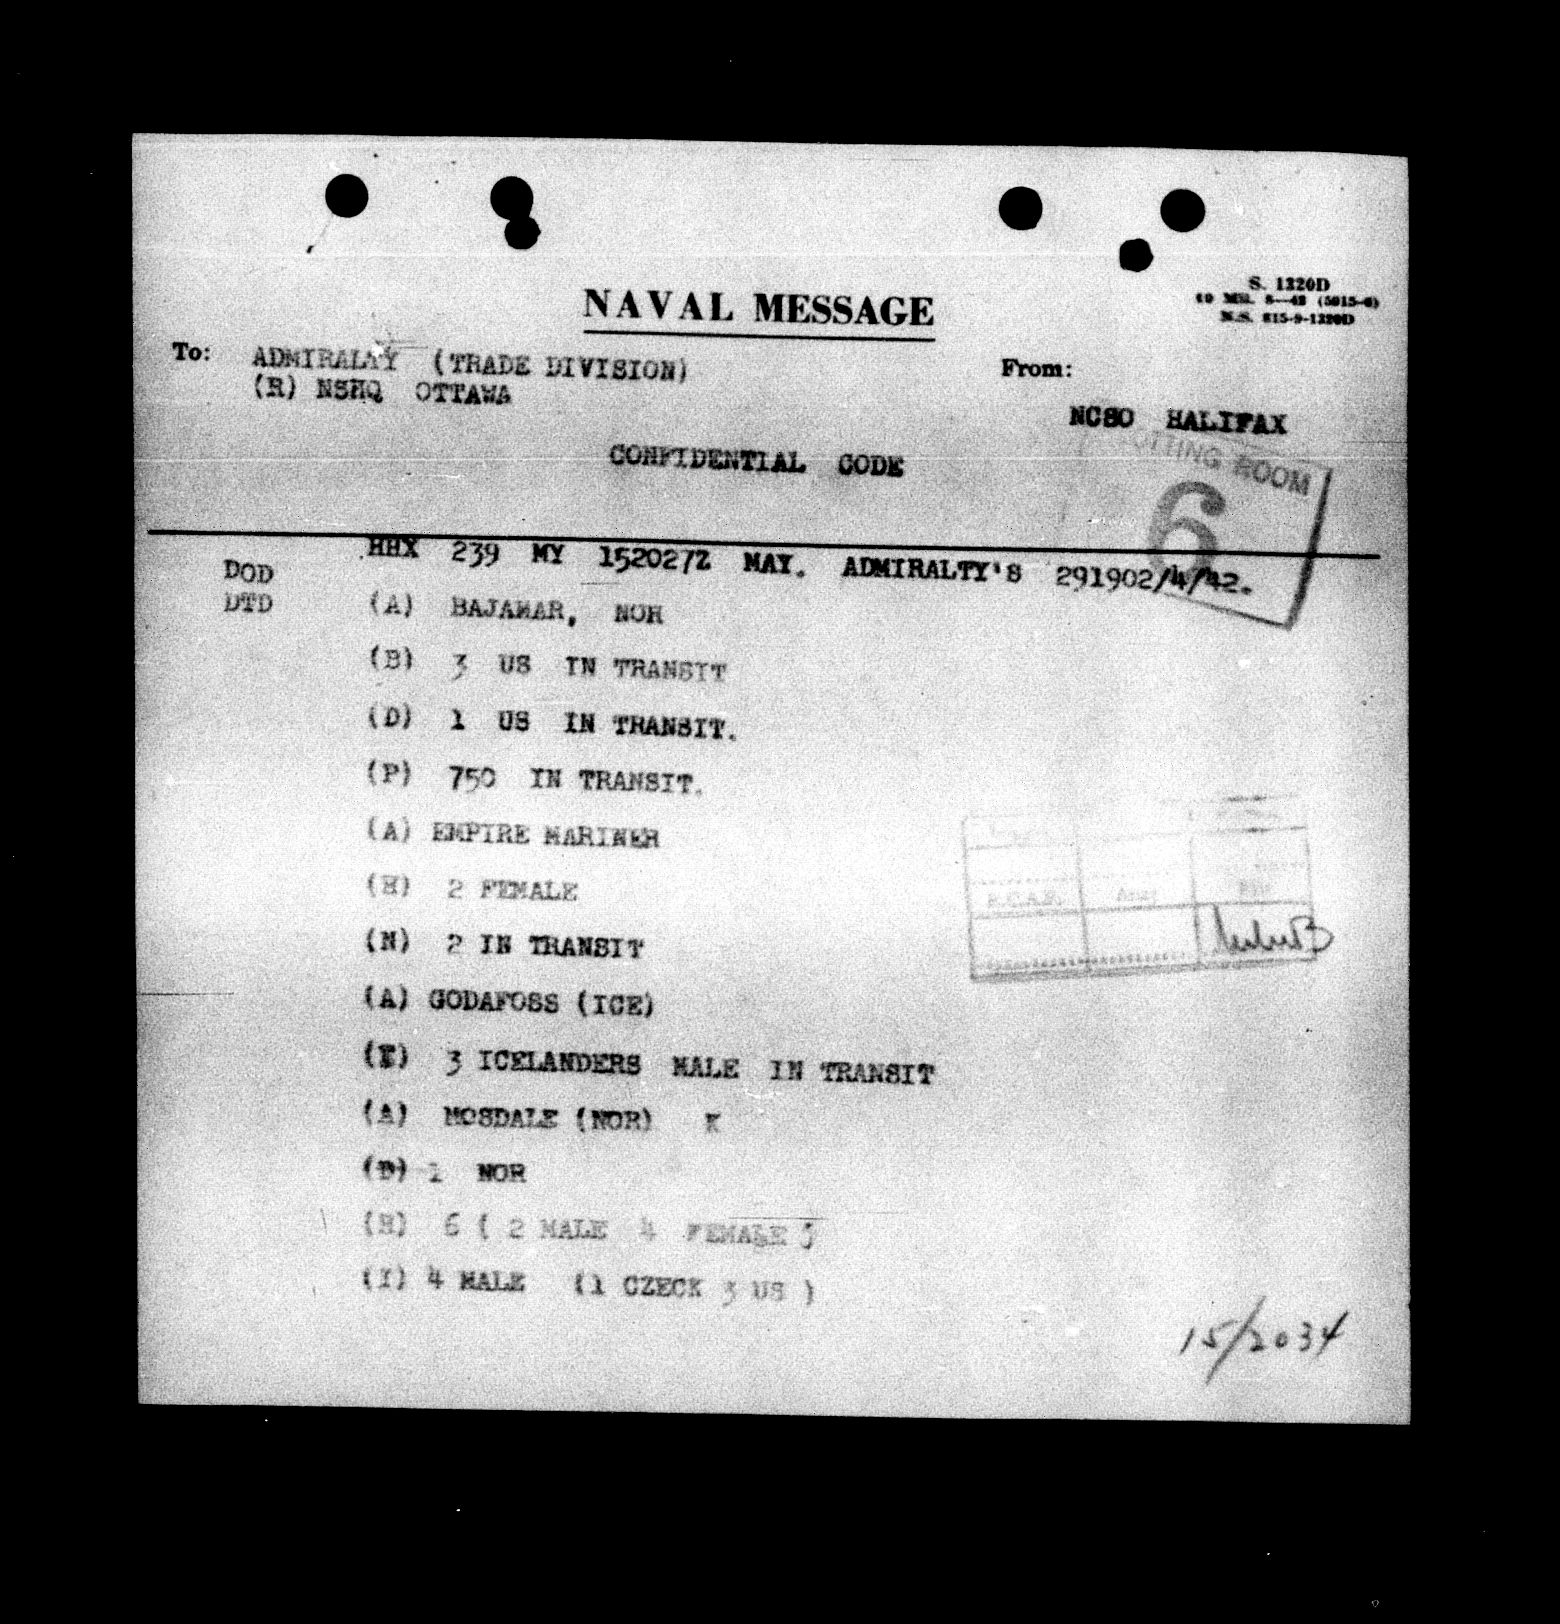 S. 1320D
NAVAL MESSAGE
To: ADMIRALTY (TRADE DIVISION)
(R) NSHQ OTTAWA
From:
NCSO HALIFAX
CONFIDENTIAL CODE
ROOM
6
HHX 239 MY 152027Z MAY. ADMIRALTY'S 291902/4/42.
DOD
DTD
(A) BAJAMAR, NOR
(B) 3 US IN TRANSIT
(D) 1 US IN TRANSIT.
(P) 750 IN TRANSIT.
(A) EMPIRE MARINER
(H) 2 FEMALE
(N) 2 IN TRANSIT
(A) GODAFOSS (ICE)
(E) 3 ICELANDERS MALE IN TRANSIT
(A) MOSDALE (NOR) K
(D) 1 NOR
(H) 6 ( 2 MALE 4 FEMALE )
(I) 4 MALE (1 CZECK 3 US )
R.C.A.F. Army
15/2034